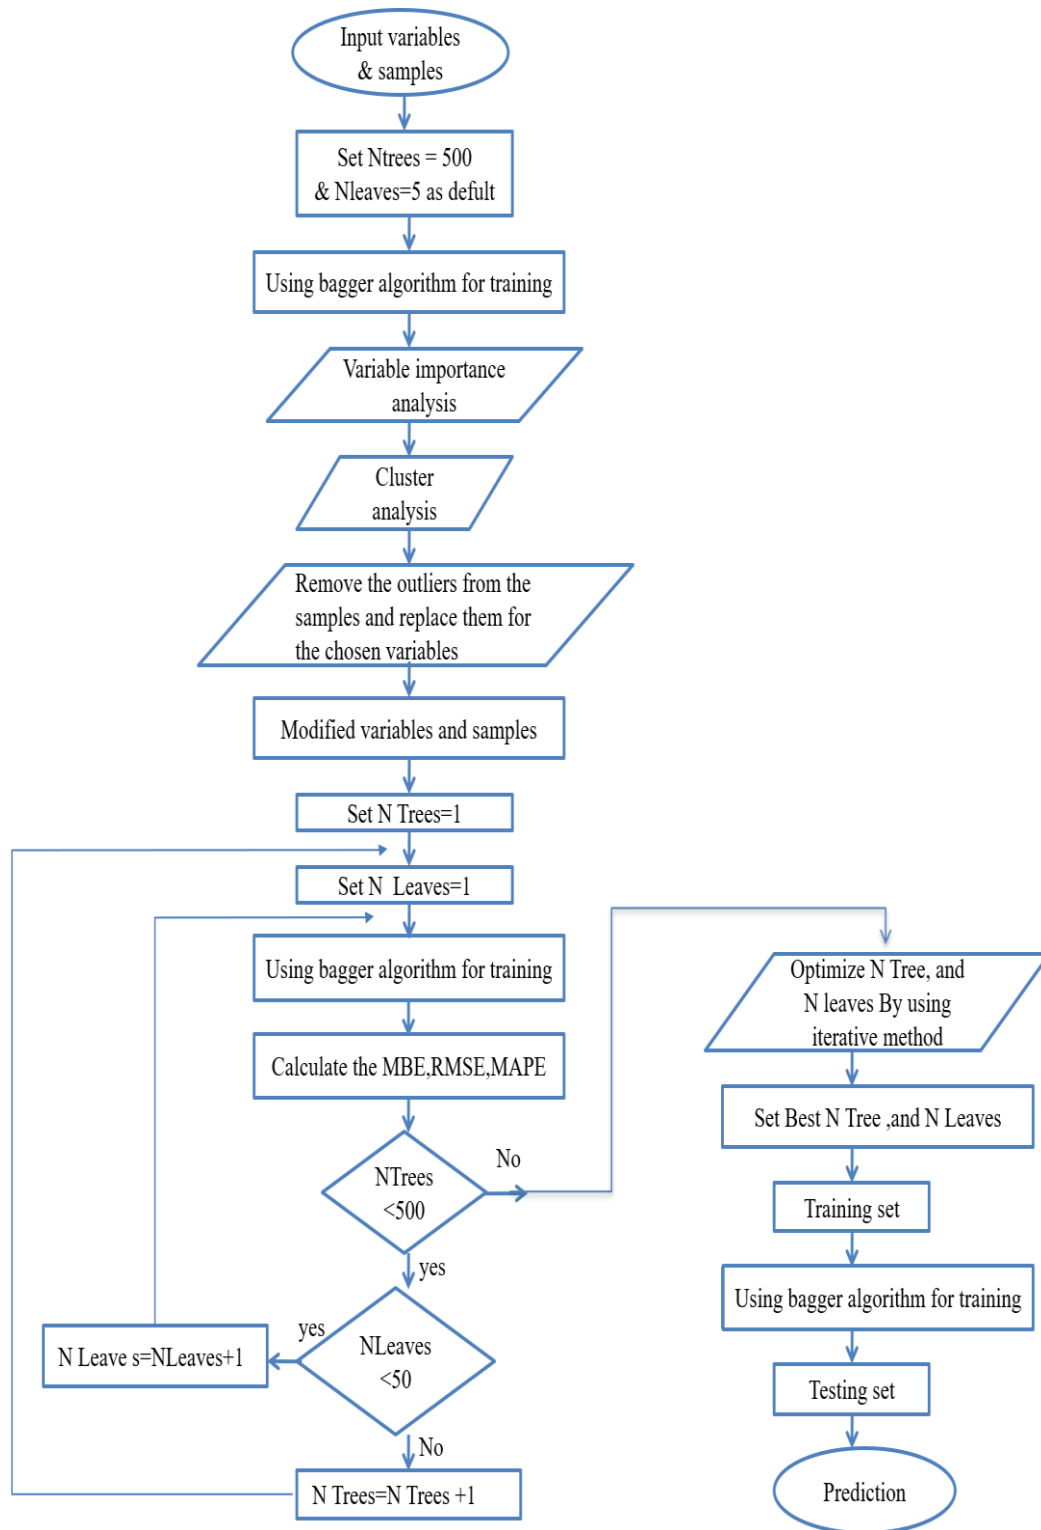 Input variables
& samples
Set Ntrees = 500
& Nleaves=5 as defult
Using bagger algorithm for training
Variable importance
analysis
Cluster
analysis
Remove the outliers from the
samples and replace them for
the chosen variables
Modified variables and samples
Set N Trees=1
Set N Leaves=1
Using bagger algorithm for training
Calculate the MBE,RMSE,MAPE
NTrees
<500
No
yes
NLeaves
<50
yes
N Leave s=NLeaves+1
No
N Trees=N Trees +1
Optimize N Tree, and
N leaves By using
iterative method
Set Best N Tree ,and N Leaves
Training set
Using bagger algorithm for training
Testing set
Prediction